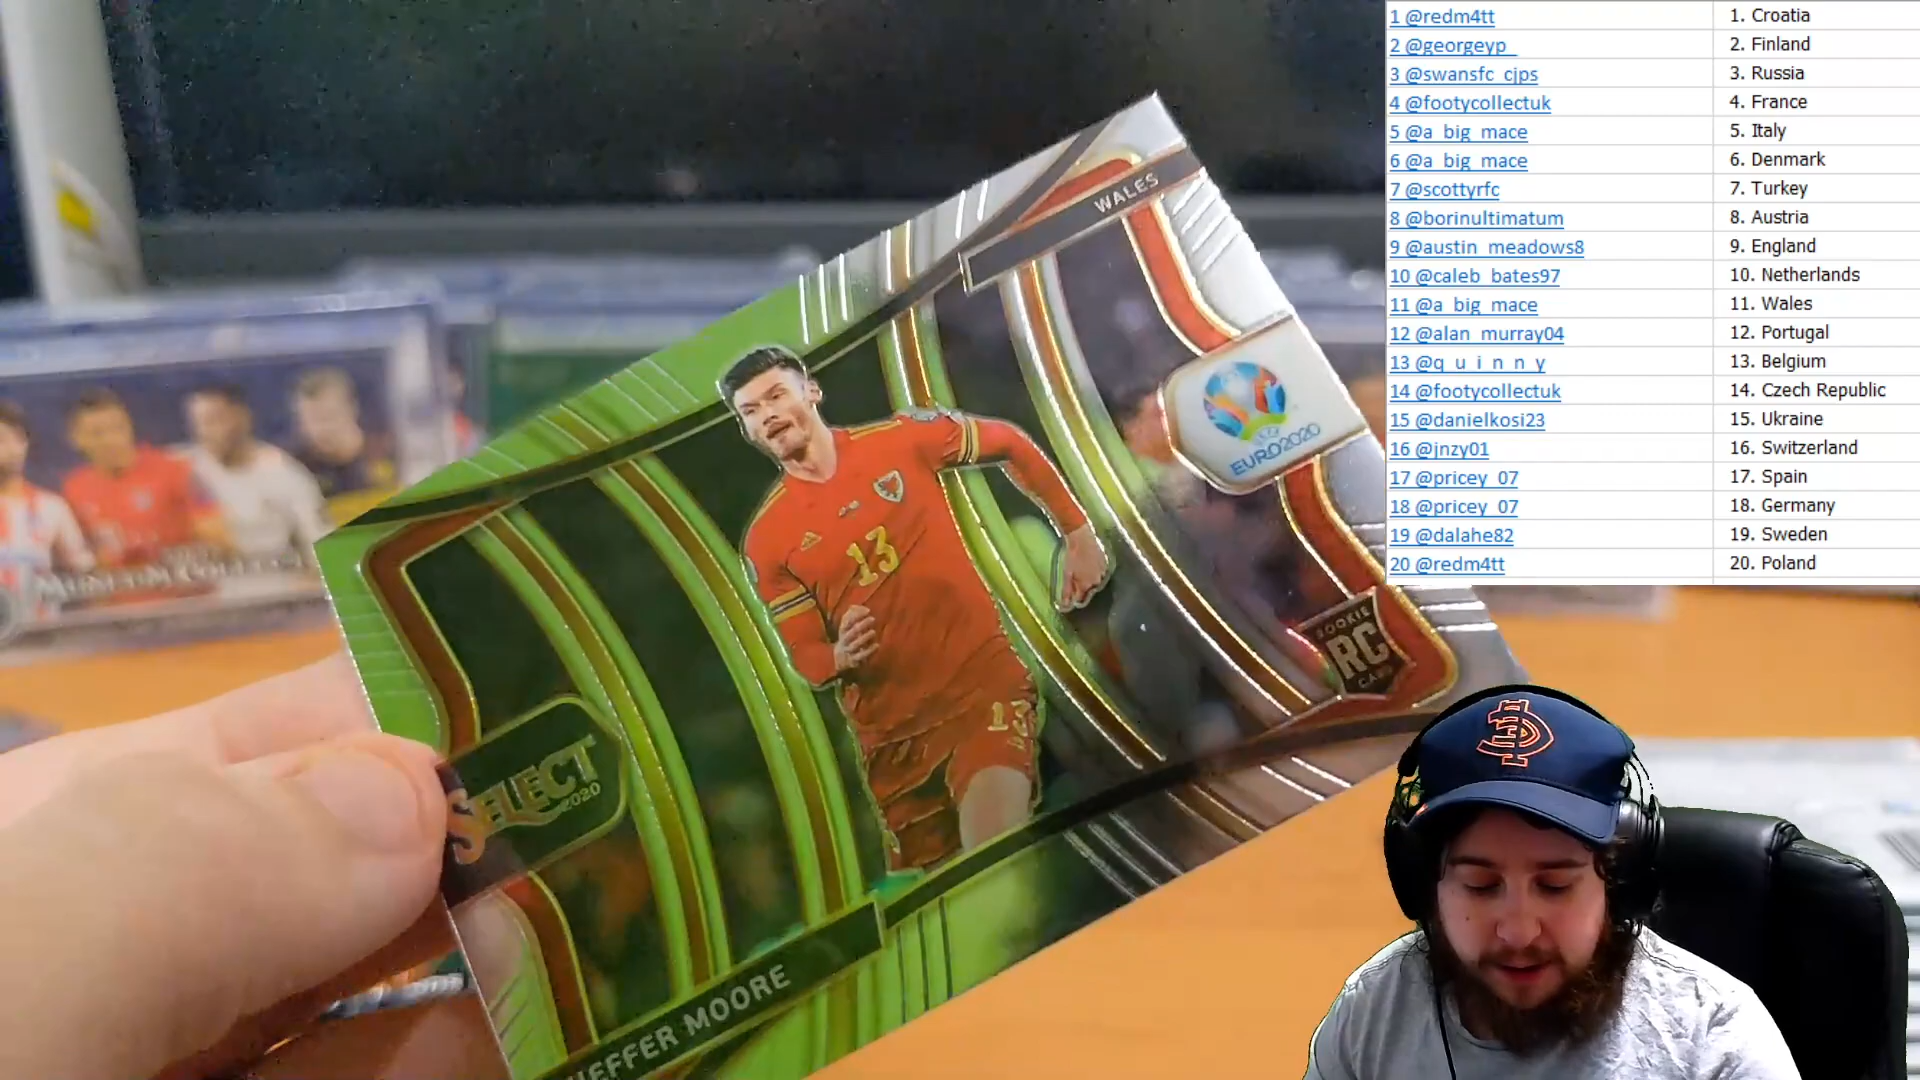 1 @redm4tt 1. Croatia
2 @georgeyp_ 2. Finland
3 @swansfc_cjps 3. Russia
4 @footycollectuk 4. France
5 @a_big_mace 5. Italy
6 @a_big_mace 6. Denmark
7 @scottyrfc 7. Turkey
8 @borinultimatum 8. Austria
9 @austin_meadows8 9. England
10 @caleb_bates97 10. Netherlands
11 @a_big_mace 11. Wales
12 @alan_murray04 12. Portugal
13 @q_u_i_n_n_y 13. Belgium
14 @footycollectuk 14. Czech Republic
15 @danielkosi23 15. Ukraine
16 @jnzy01 16. Switzerland
17 @pricey_07 17. Spain
18 @pricey_07 18. Germany
19 @dalahe82 19. Sweden
20 @redm4tt 20. Poland
WALES
UEFA
EURO2020
13
13
ROOKIE
RC
CARD
SELECT
2020
IEFFER MOORE